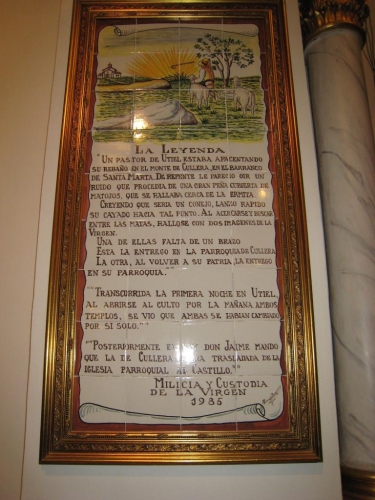 LA LEYENDA
"UN PASTOR DE UTIEL ESTABA APACENTANDO
SU REBAÑO EN EL MONTE DE CULLERA, EN EL BARRANCO
DE SANTA MARTA. DE REPENTE LE PARECIO OIR UN
RUIDO QUE PROCEDIA DE UNA GRAN PEÑA CUBIERTA DE
MATOJOS, QUE SE HALLABA CERCA DE LA ERMITA.
CREYENDO QUE SERIA UN CONEJO, LANZO RAPIDO
SU CAYADO HACIA TAL PUNTO. AL ACERCARSE Y BUSCAR
ENTRE LAS MATAS, HALLOSE CON DOS IMAGENES DE LA
VIRGEN.
UNA DE ELLAS FALTA DE UN BRAZO
ESTA LA ENTREGO EN LA PARROQUIA DE CULLERA
LA OTRA, AL VOLVER A SU PATRIA, LA ENTREGO
EN SU PARROQUIA.""
""TRANSCURRIDA LA PRIMERA NOCHE EN UTIEL,
AL ABRIRSE AL CULTO POR LA MAÑANA AMBOS
TEMPLOS, SE VIO QUE AMBAS SE HABIAN CAMBIADO
POR SI SOLO.""
""POSTERIORMENTE DON JAIME MANDO
QUE LA DE CULLERA TRASLADADA DE LA
IGLESIA PARROQUIAL AL CASTILLO.""
MILICIA Y CUSTODIA
DE LA VIRGEN
1985